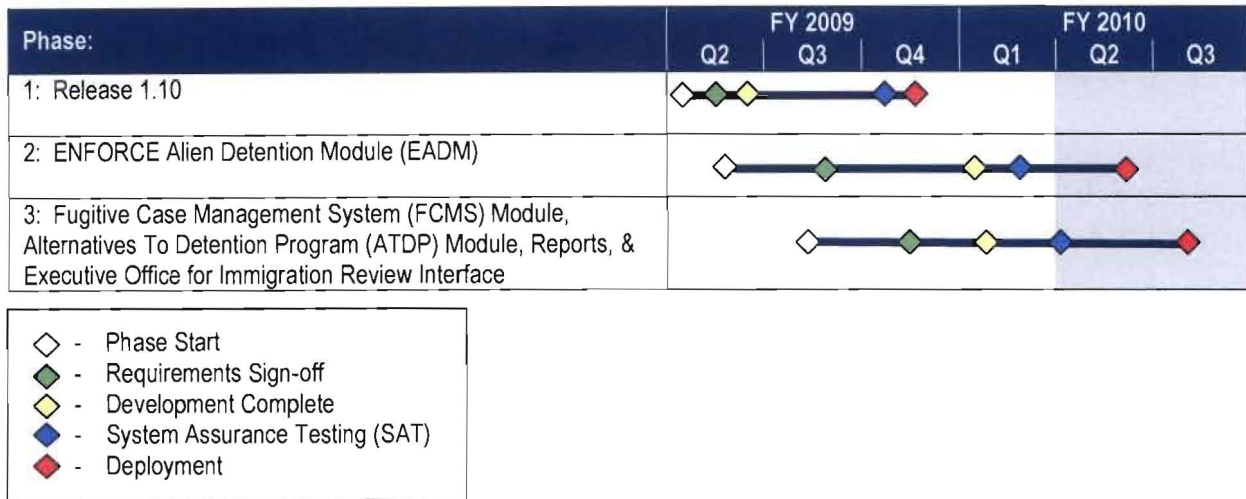 Phase:
FY 2009
FY 2010
Q2
Q3
Q4
Q1
Q2
Q3
1: Release 1.10
2: ENFORCE Alien Detention Module (EADM)
3: Fugitive Case Management System (FCMS) Module,
Alternatives To Detention Program (ATDP) Module, Reports, &
Executive Office for Immigration Review Interface
- Phase Start
- Requirements Sign-off
- Development Complete
- System Assurance Testing (SAT)
- Deployment